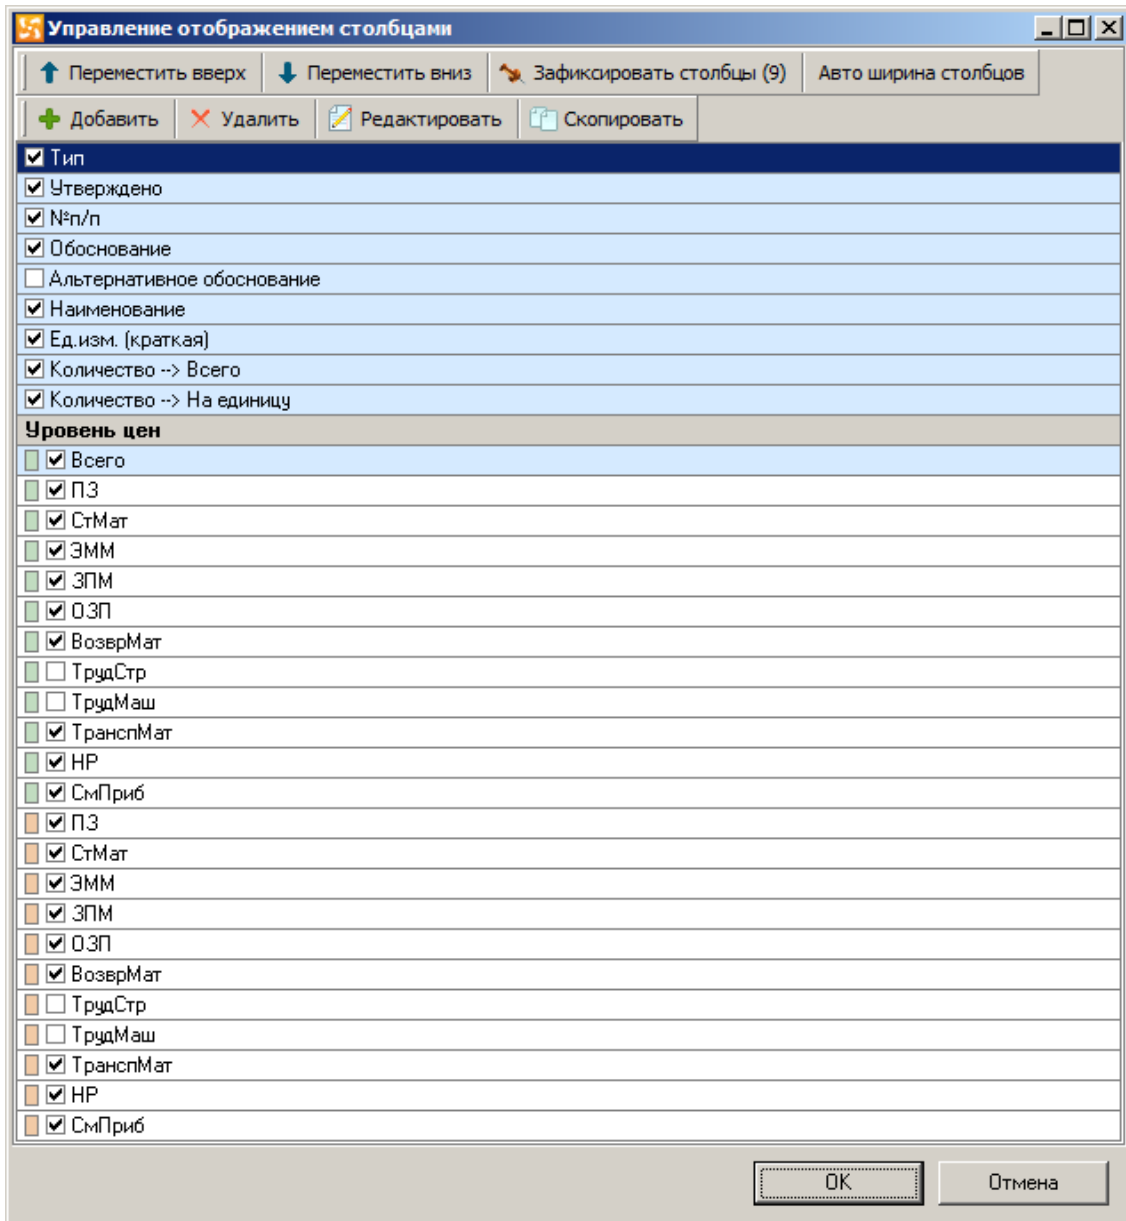 Управление отображением столбцами
Переместить вверх Переместить вниз Зафиксировать столбцы (9) Авто ширина столбцов
Добавить Удалить Редактировать Скопировать
Тип
Утверждено
№п/п
Обоснование
Альтернативное обоснование
Наименование
Ед.изм. (краткая)
Количество --> Всего
Количество --> На единицу
Уровень цен
Всего
ПЗ
СтМат
ЭММ
ЗПМ
ОЗП
ВозврМат
ТрудСтр
ТрудМаш
ТранспМат
НР
СмПриб
ПЗ
СтМат
ЭММ
ЗПМ
ОЗП
ВозврМат
ТрудСтр
ТрудМаш
ТранспМат
НР
СмПриб
OK Отмена